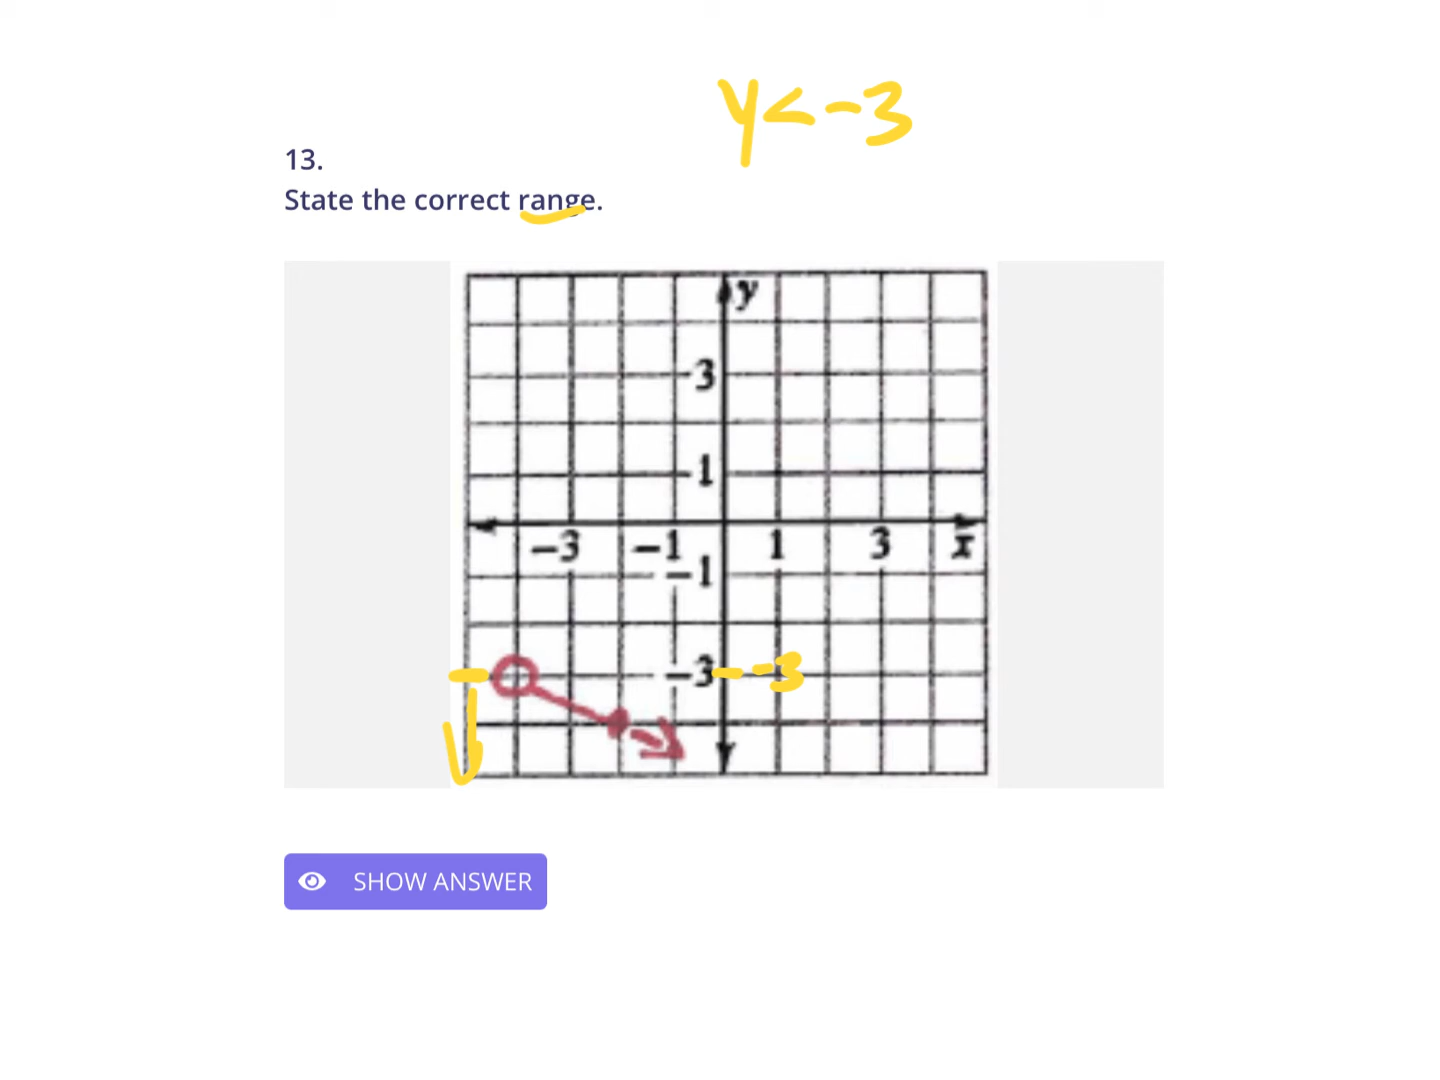 y<-3
13.
State the correct range.
y
3
1
-3 -1 1 3 x
-1
-3 -3
SHOW ANSWER